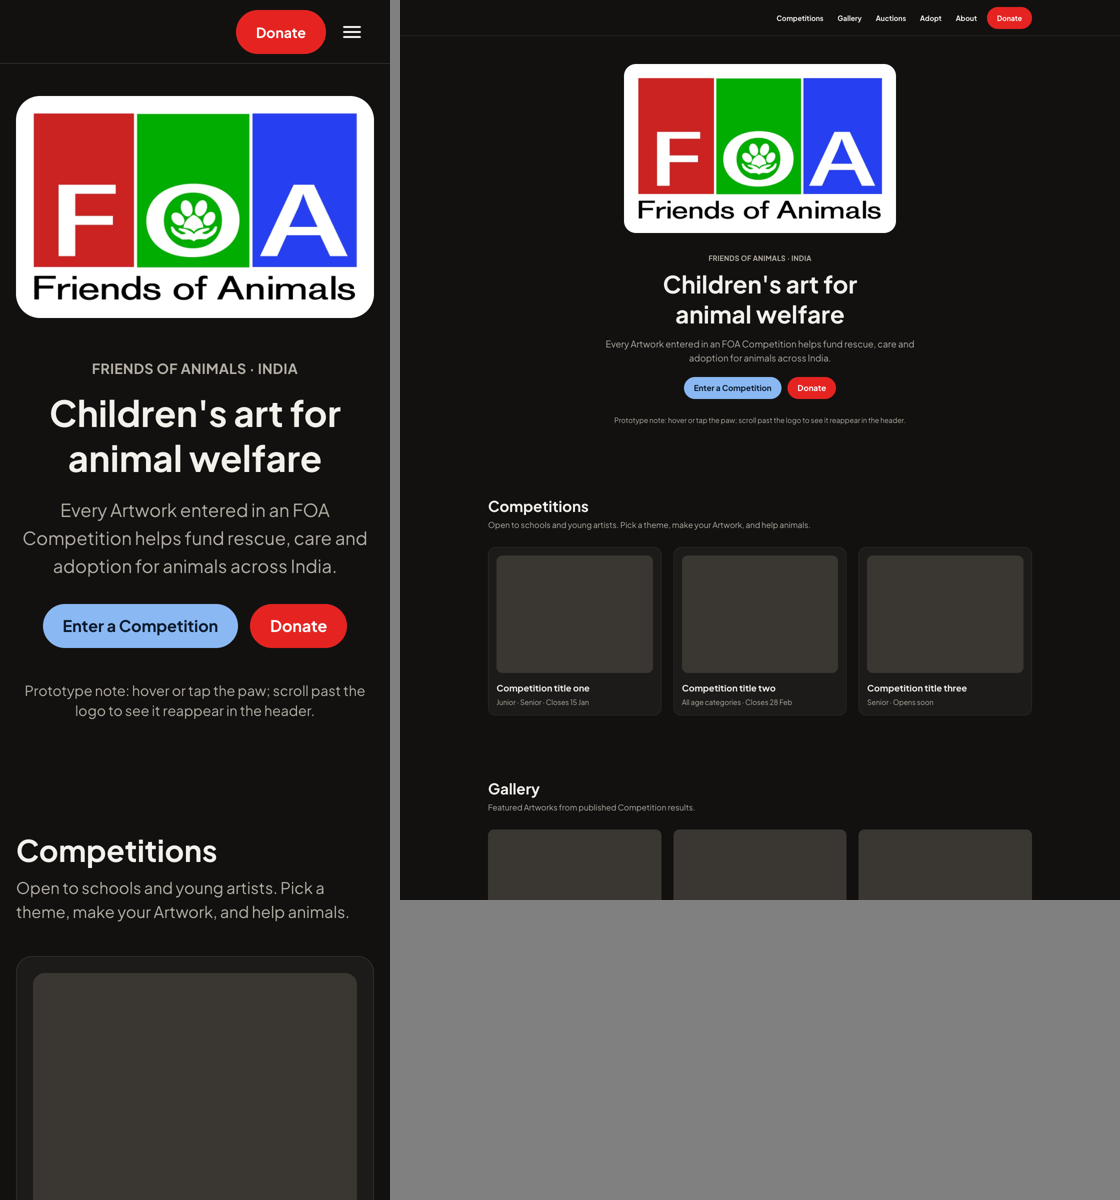 Donate
FOA
Friends of Animals
FRIENDS OF ANIMALS · INDIA
Children's art for
animal welfare
Every Artwork entered in an FOA
Competition helps fund rescue, care and
adoption for animals across India.
Enter a Competition Donate
Prototype note: hover or tap the paw; scroll past the
logo to see it reappear in the header.
Competitions
Open to schools and young artists. Pick a
theme, make your Artwork, and help animals.
Competitions Gallery Auctions Adopt About Donate
FOA
Friends of Animals
FRIENDS OF ANIMALS · INDIA
Children's art for
animal welfare
Every Artwork entered in an FOA Competition helps fund rescue, care and
adoption for animals across India.
Enter a Competition Donate
Prototype note: hover or tap the paw; scroll past the logo to see it reappear in the header.
Competitions
Open to schools and young artists. Pick a theme, make your Artwork, and help animals.
Competition title one
Junior · Senior · Closes 15 Jan
Competition title two
All age categories · Closes 28 Feb
Competition title three
Senior · Opens soon
Gallery
Featured Artworks from published Competition results.